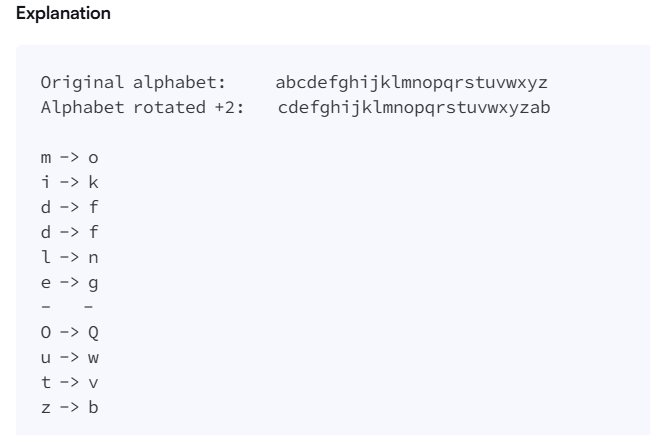 Explanation
Original alphabet: abcdefghijklmnopqrstuvwxyz
Alphabet rotated +2: cdefghijklmnopqrstuvwxyzab
m -> o
i -> k
d -> f
d -> f
l -> n
e -> g
- -
O -> Q
u -> w
t -> v
z -> b